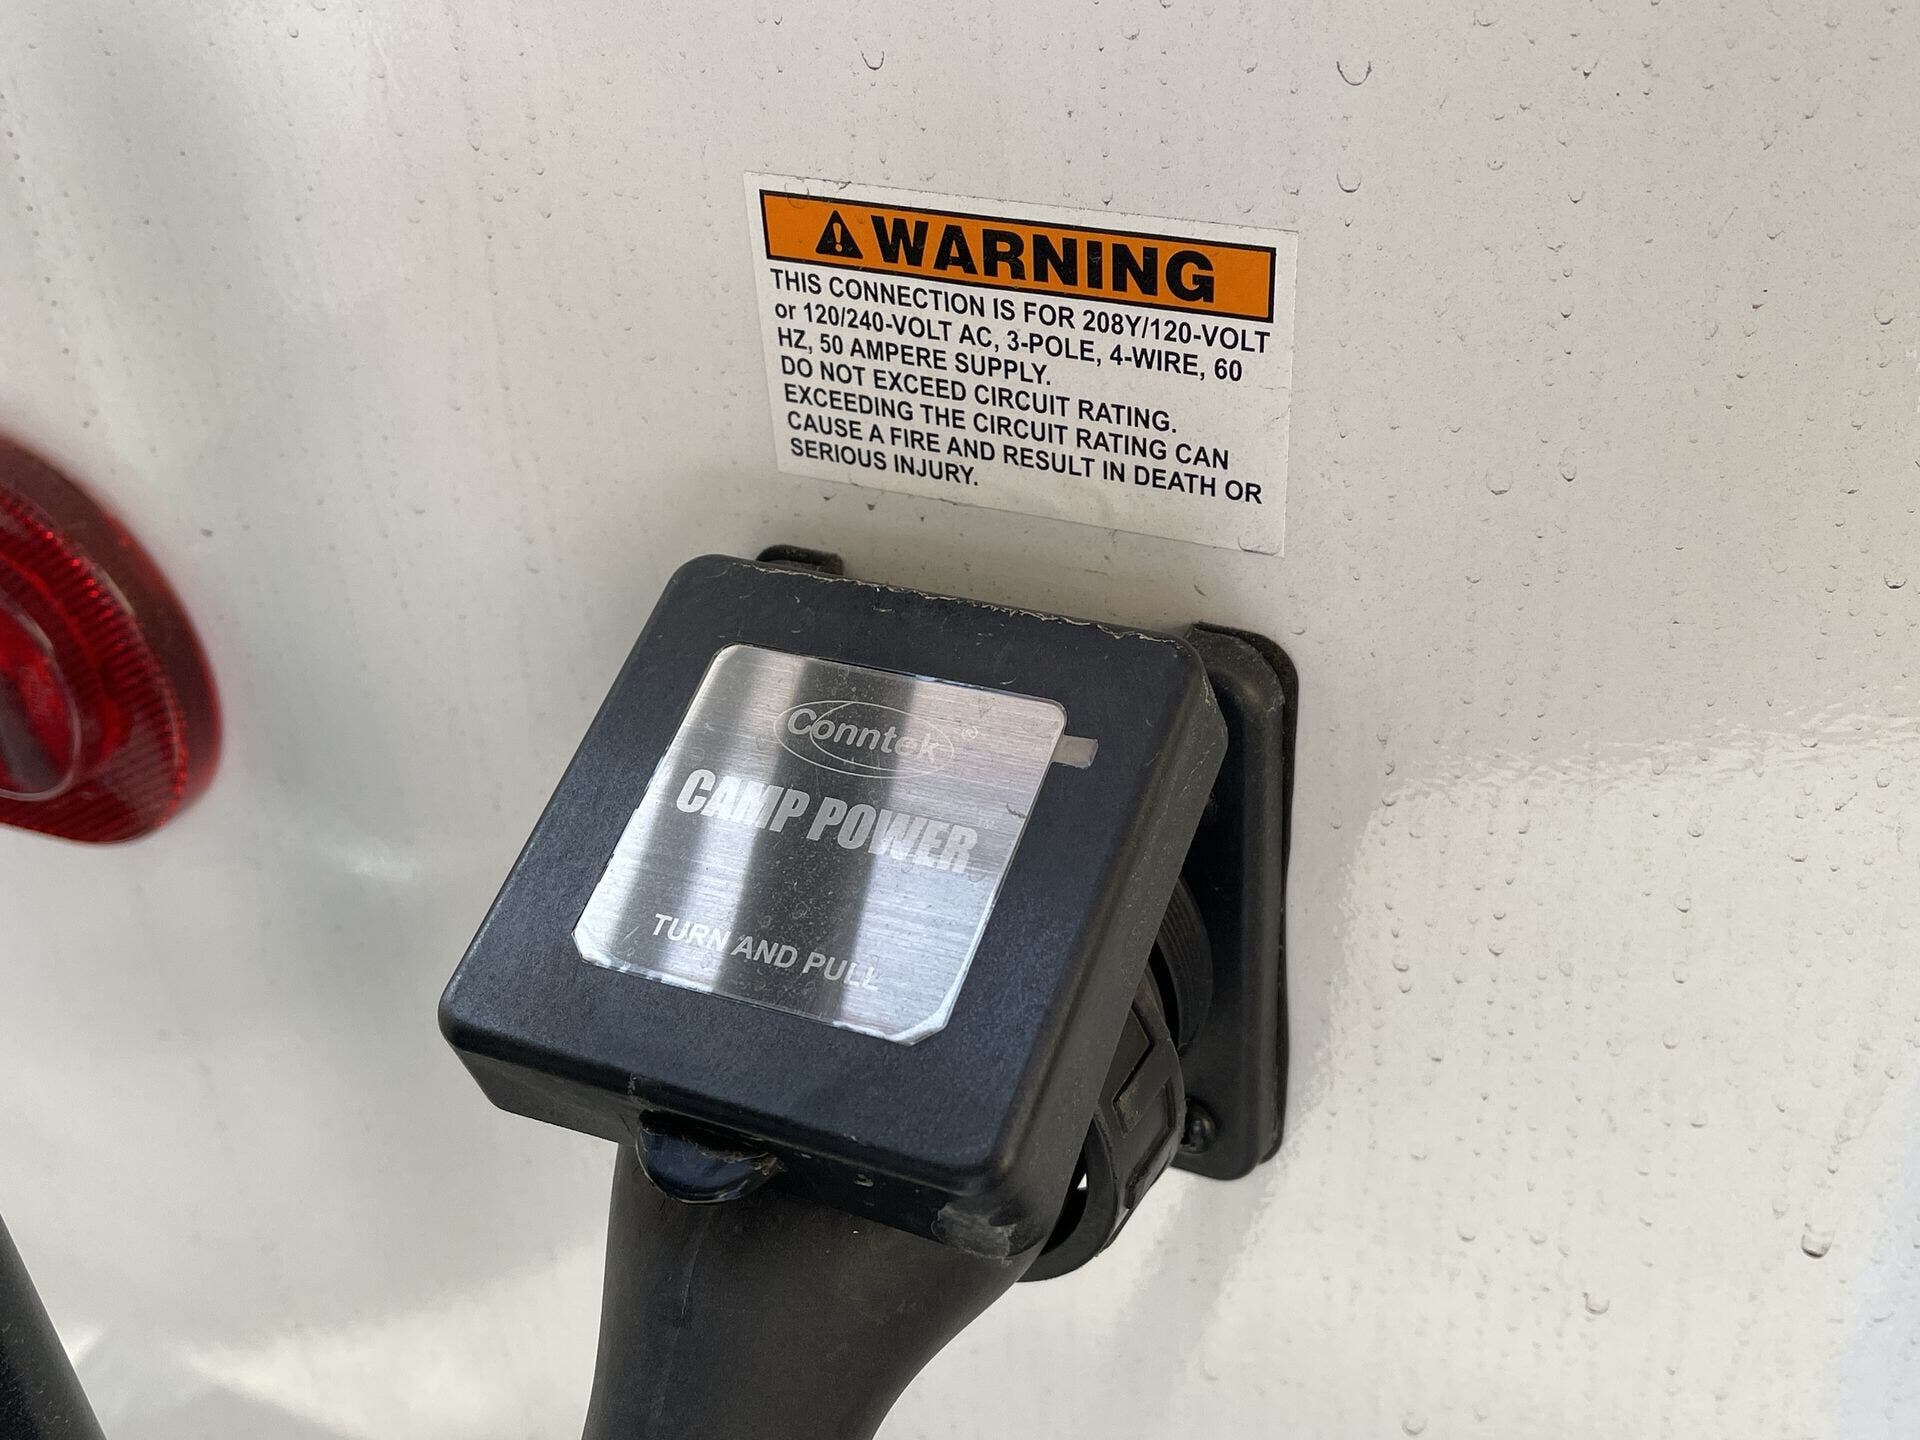 WARNING
THIS CONNECTION IS FOR 208Y/120-VOLT
or 120/240-VOLT AC, 3-POLE, 4-WIRE, 60
HZ, 50 AMPERE SUPPLY.
DO NOT EXCEED CIRCUIT RATING.
EXCEEDING THE CIRCUIT RATING CAN
CAUSE A FIRE AND RESULT IN DEATH OR
SERIOUS INJURY.
Conntek®
CAMP POWER
TURN AND PULL